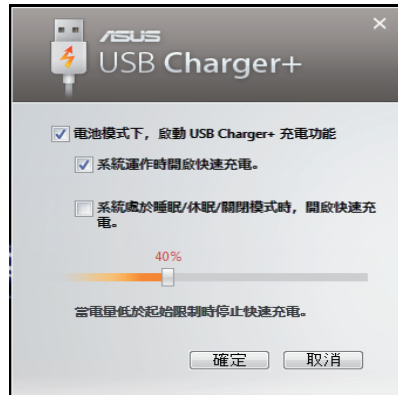 ASUS
USB Charger+
電池模式下，啟動 USB Charger+ 充電功能
系統運作時開啟快速充電。
系統處於睡眠/休眠/關閉模式時，開啟快速充
電。
40%
當電量低於起始限制時停止快速充電。
確定 取消